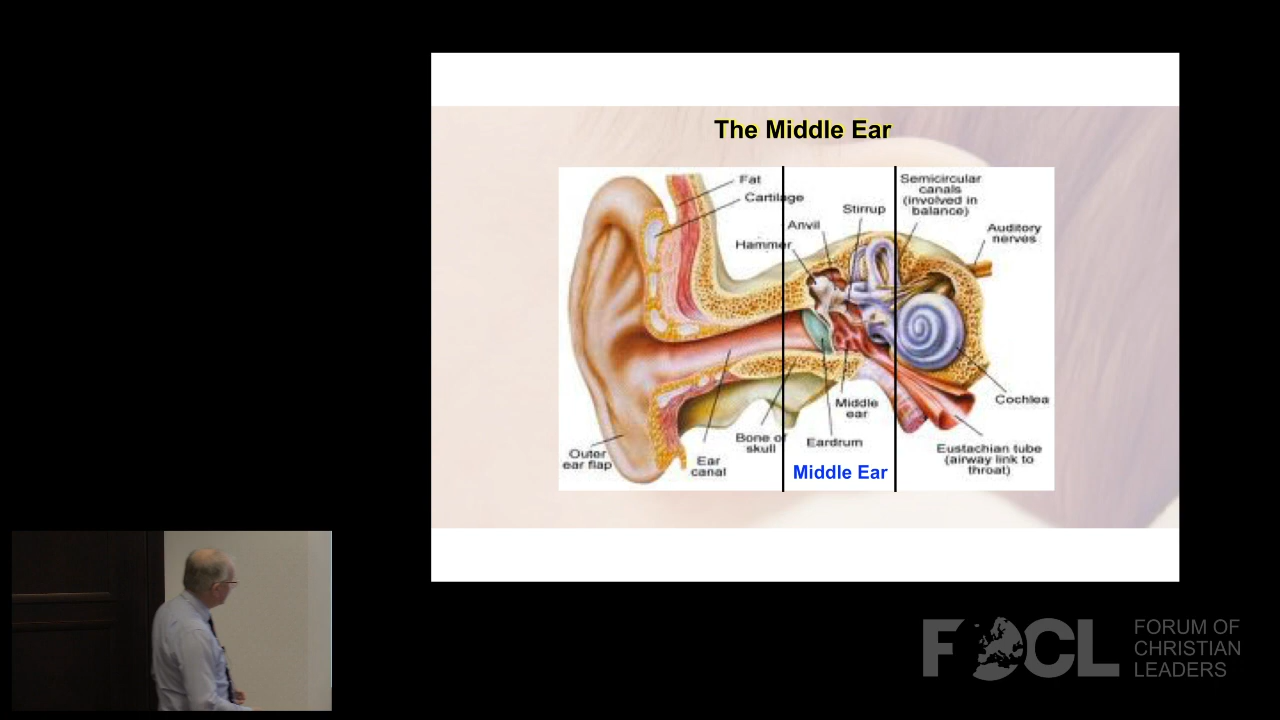 The Middle Ear
Fat
Cartilage
Semicircular
canals
(involved in
balance)
Stirrup
Anvil
Auditory
nerves
Hammer
Cochlea
Middle
ear
Bone of
skull
Eardrum
Outer
ear flap
Ear
canal
Eustachian tube
(airway link to
throat)
Middle Ear
FOCL
FORUM OF
CHRISTIAN
LEADERS